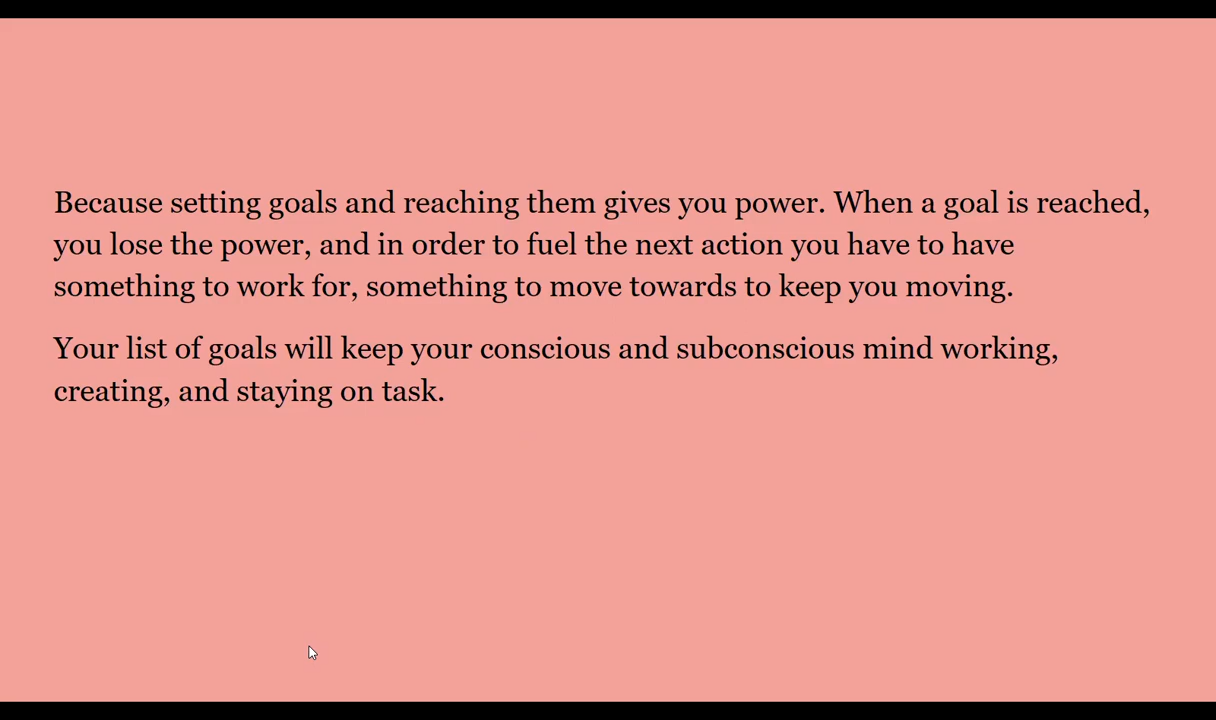 Because setting goals and reaching them gives you power. When a goal is reached,
you lose the power, and in order to fuel the next action you have to have
something to work for, something to move towards to keep you moving.
Your list of goals will keep your conscious and subconscious mind working,
creating, and staying on task.